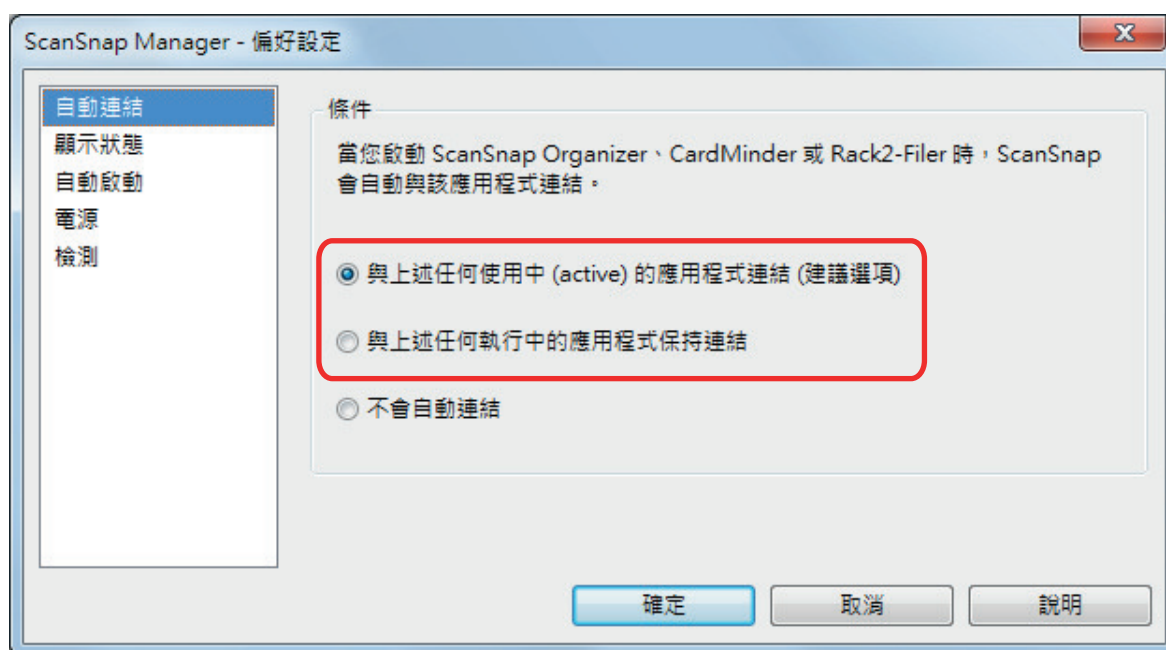 ScanSnap Manager - 偏好設定
自動連結
顯示狀態
自動啟動
電源
檢測
條件
當您啟動 ScanSnap Organizer、CardMinder 或 Rack2-Filer 時，ScanSnap
會自動與該應用程式連結。
與上述任何使用中 (active) 的應用程式連結 (建議選項)
與上述任何執行中的應用程式保持連結
不會自動連結
確定
取消
說明